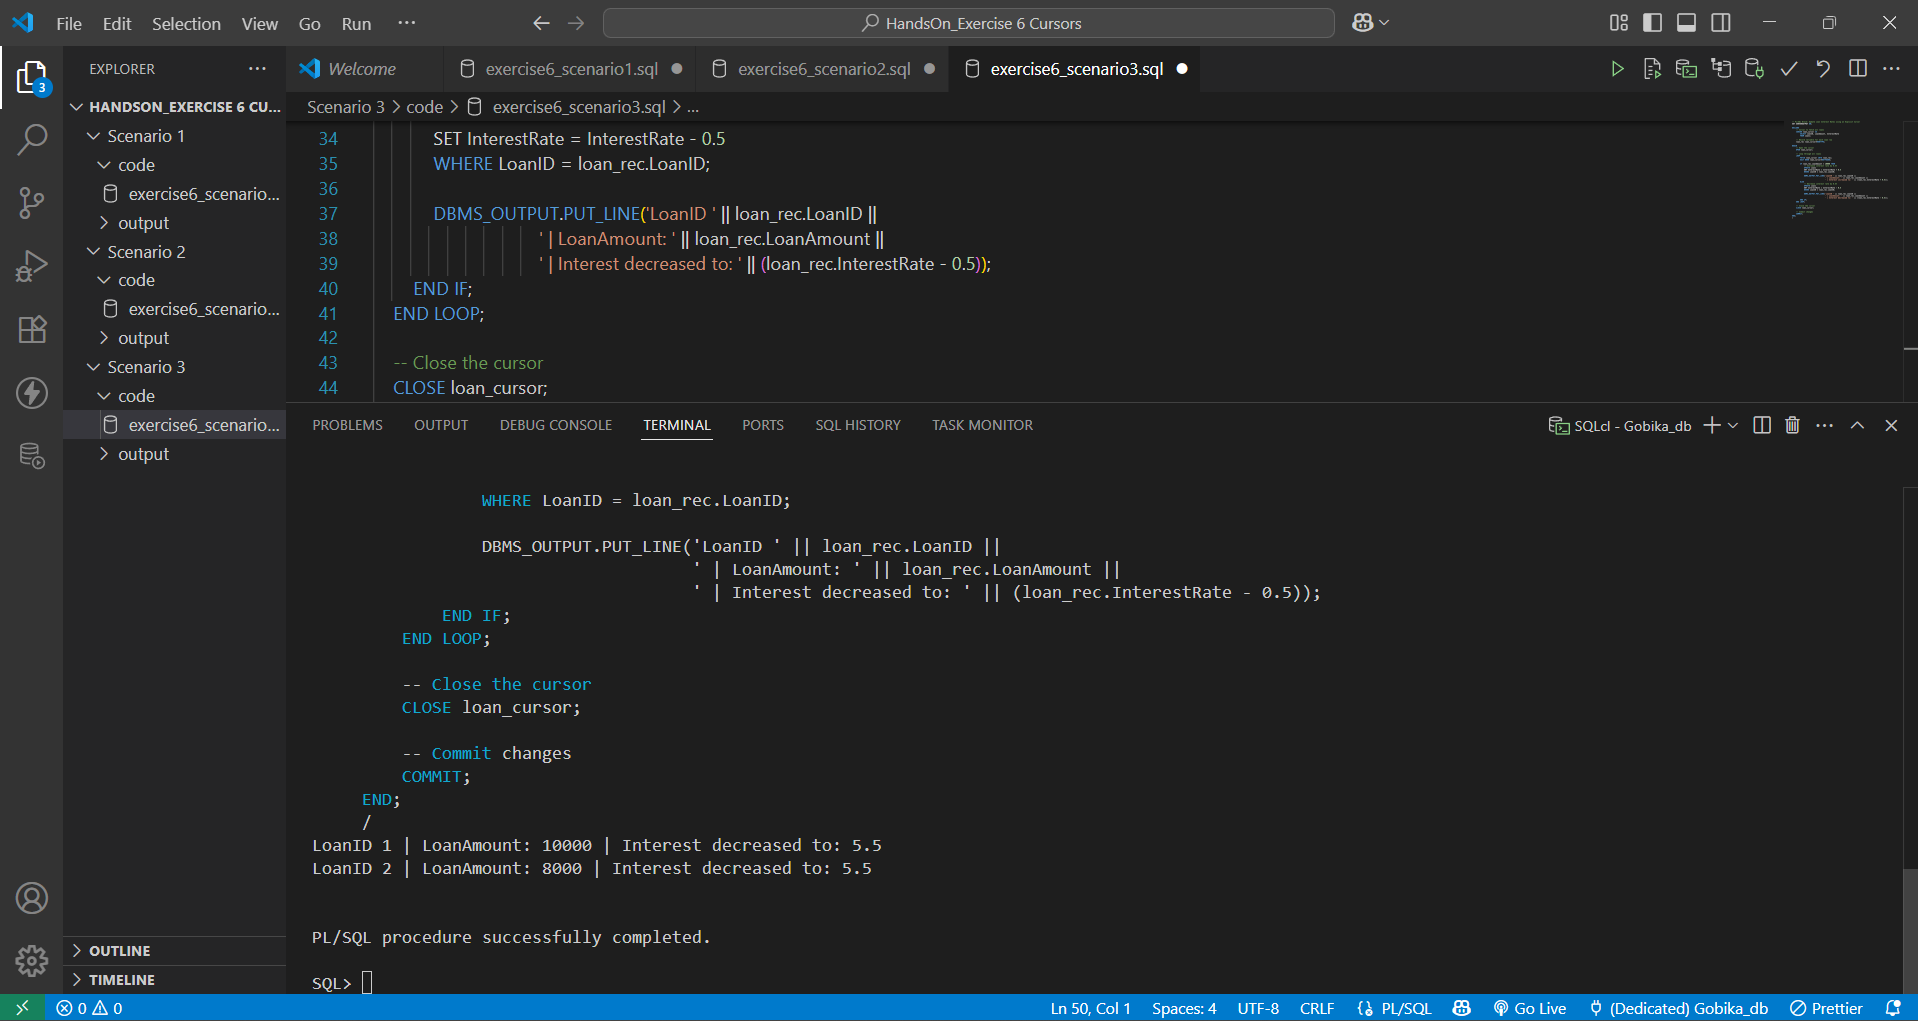 File Edit Selection View Go Run ··· HandsOn_Exercise 6 Cursors
EXPLORER ···
Welcome exercise6_scenario1.sql exercise6_scenario2.sql exercise6_scenario3.sql
HANDSON_EXERCISE 6 CU...
Scenario 3 > code > exercise6_scenario3.sql > ...
Scenario 1
code
exercise6_scenario...
output
Scenario 2
code
exercise6_scenario...
output
Scenario 3
code
exercise6_scenario...
output
OUTLINE
TIMELINE
3
34 SET InterestRate = InterestRate - 0.5
35 WHERE LoanID = loan_rec.LoanID;
36
37 DBMS_OUTPUT.PUT_LINE('LoanID ' || loan_rec.LoanID ||
38 ' | LoanAmount: ' || loan_rec.LoanAmount ||
39 ' | Interest decreased to: ' || (loan_rec.InterestRate - 0.5));
40 END IF;
41 END LOOP;
42
43 -- Close the cursor
44 CLOSE loan_cursor;
PROBLEMS OUTPUT DEBUG CONSOLE TERMINAL PORTS SQL HISTORY TASK MONITOR SQLcl - Gobika_db
WHERE LoanID = loan_rec.LoanID;
DBMS_OUTPUT.PUT_LINE('LoanID ' || loan_rec.LoanID ||
' | LoanAmount: ' || loan_rec.LoanAmount ||
' | Interest decreased to: ' || (loan_rec.InterestRate - 0.5));
END IF;
END LOOP;
-- Close the cursor
CLOSE loan_cursor;
-- Commit changes
COMMIT;
END;
/
LoanID 1 | LoanAmount: 10000 | Interest decreased to: 5.5
LoanID 2 | LoanAmount: 8000 | Interest decreased to: 5.5
PL/SQL procedure successfully completed.
SQL>
0 0 Ln 50, Col 1 Spaces: 4 UTF-8 CRLF PL/SQL Go Live (Dedicated) Gobika_db Prettier